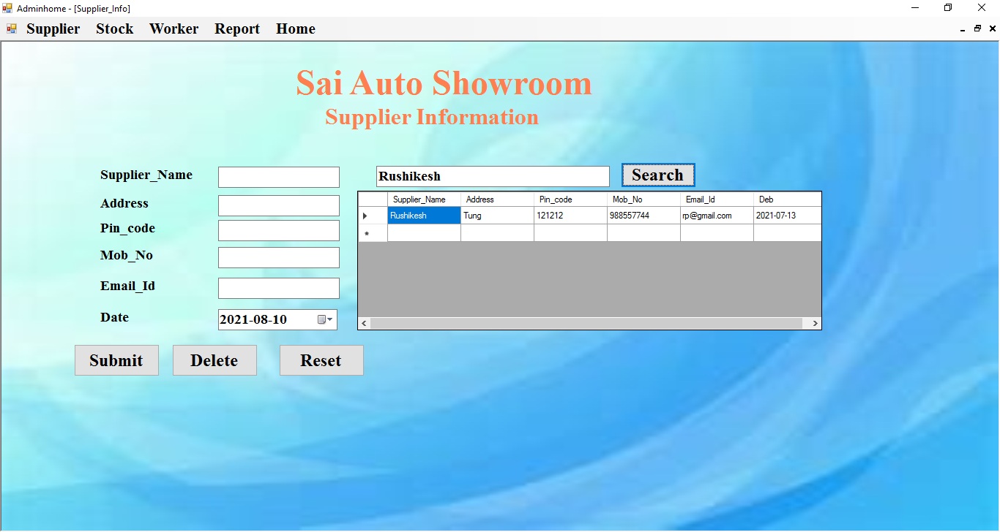 Adminhome - [Supplier_Info]
Supplier Stock Worker Report Home
Sai Auto Showroom
Supplier Information
Supplier_Name
Rushikesh
Search
Address
Pin_code
Mob_No
Email_Id
Date
2021-08-10
Supplier_Name Address Pin_code Mob_No Email_Id Deb
Rushikesh Tung 121212 988557744 rp@gmail.com 2021-07-13
Submit Delete Reset